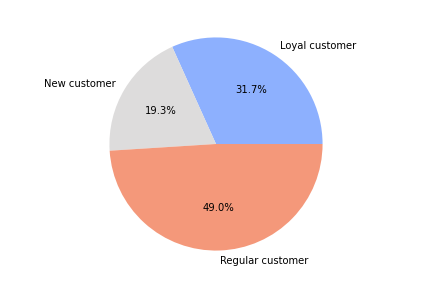 Loyal customer
31.7%
New customer
19.3%
49.0%
Regular customer